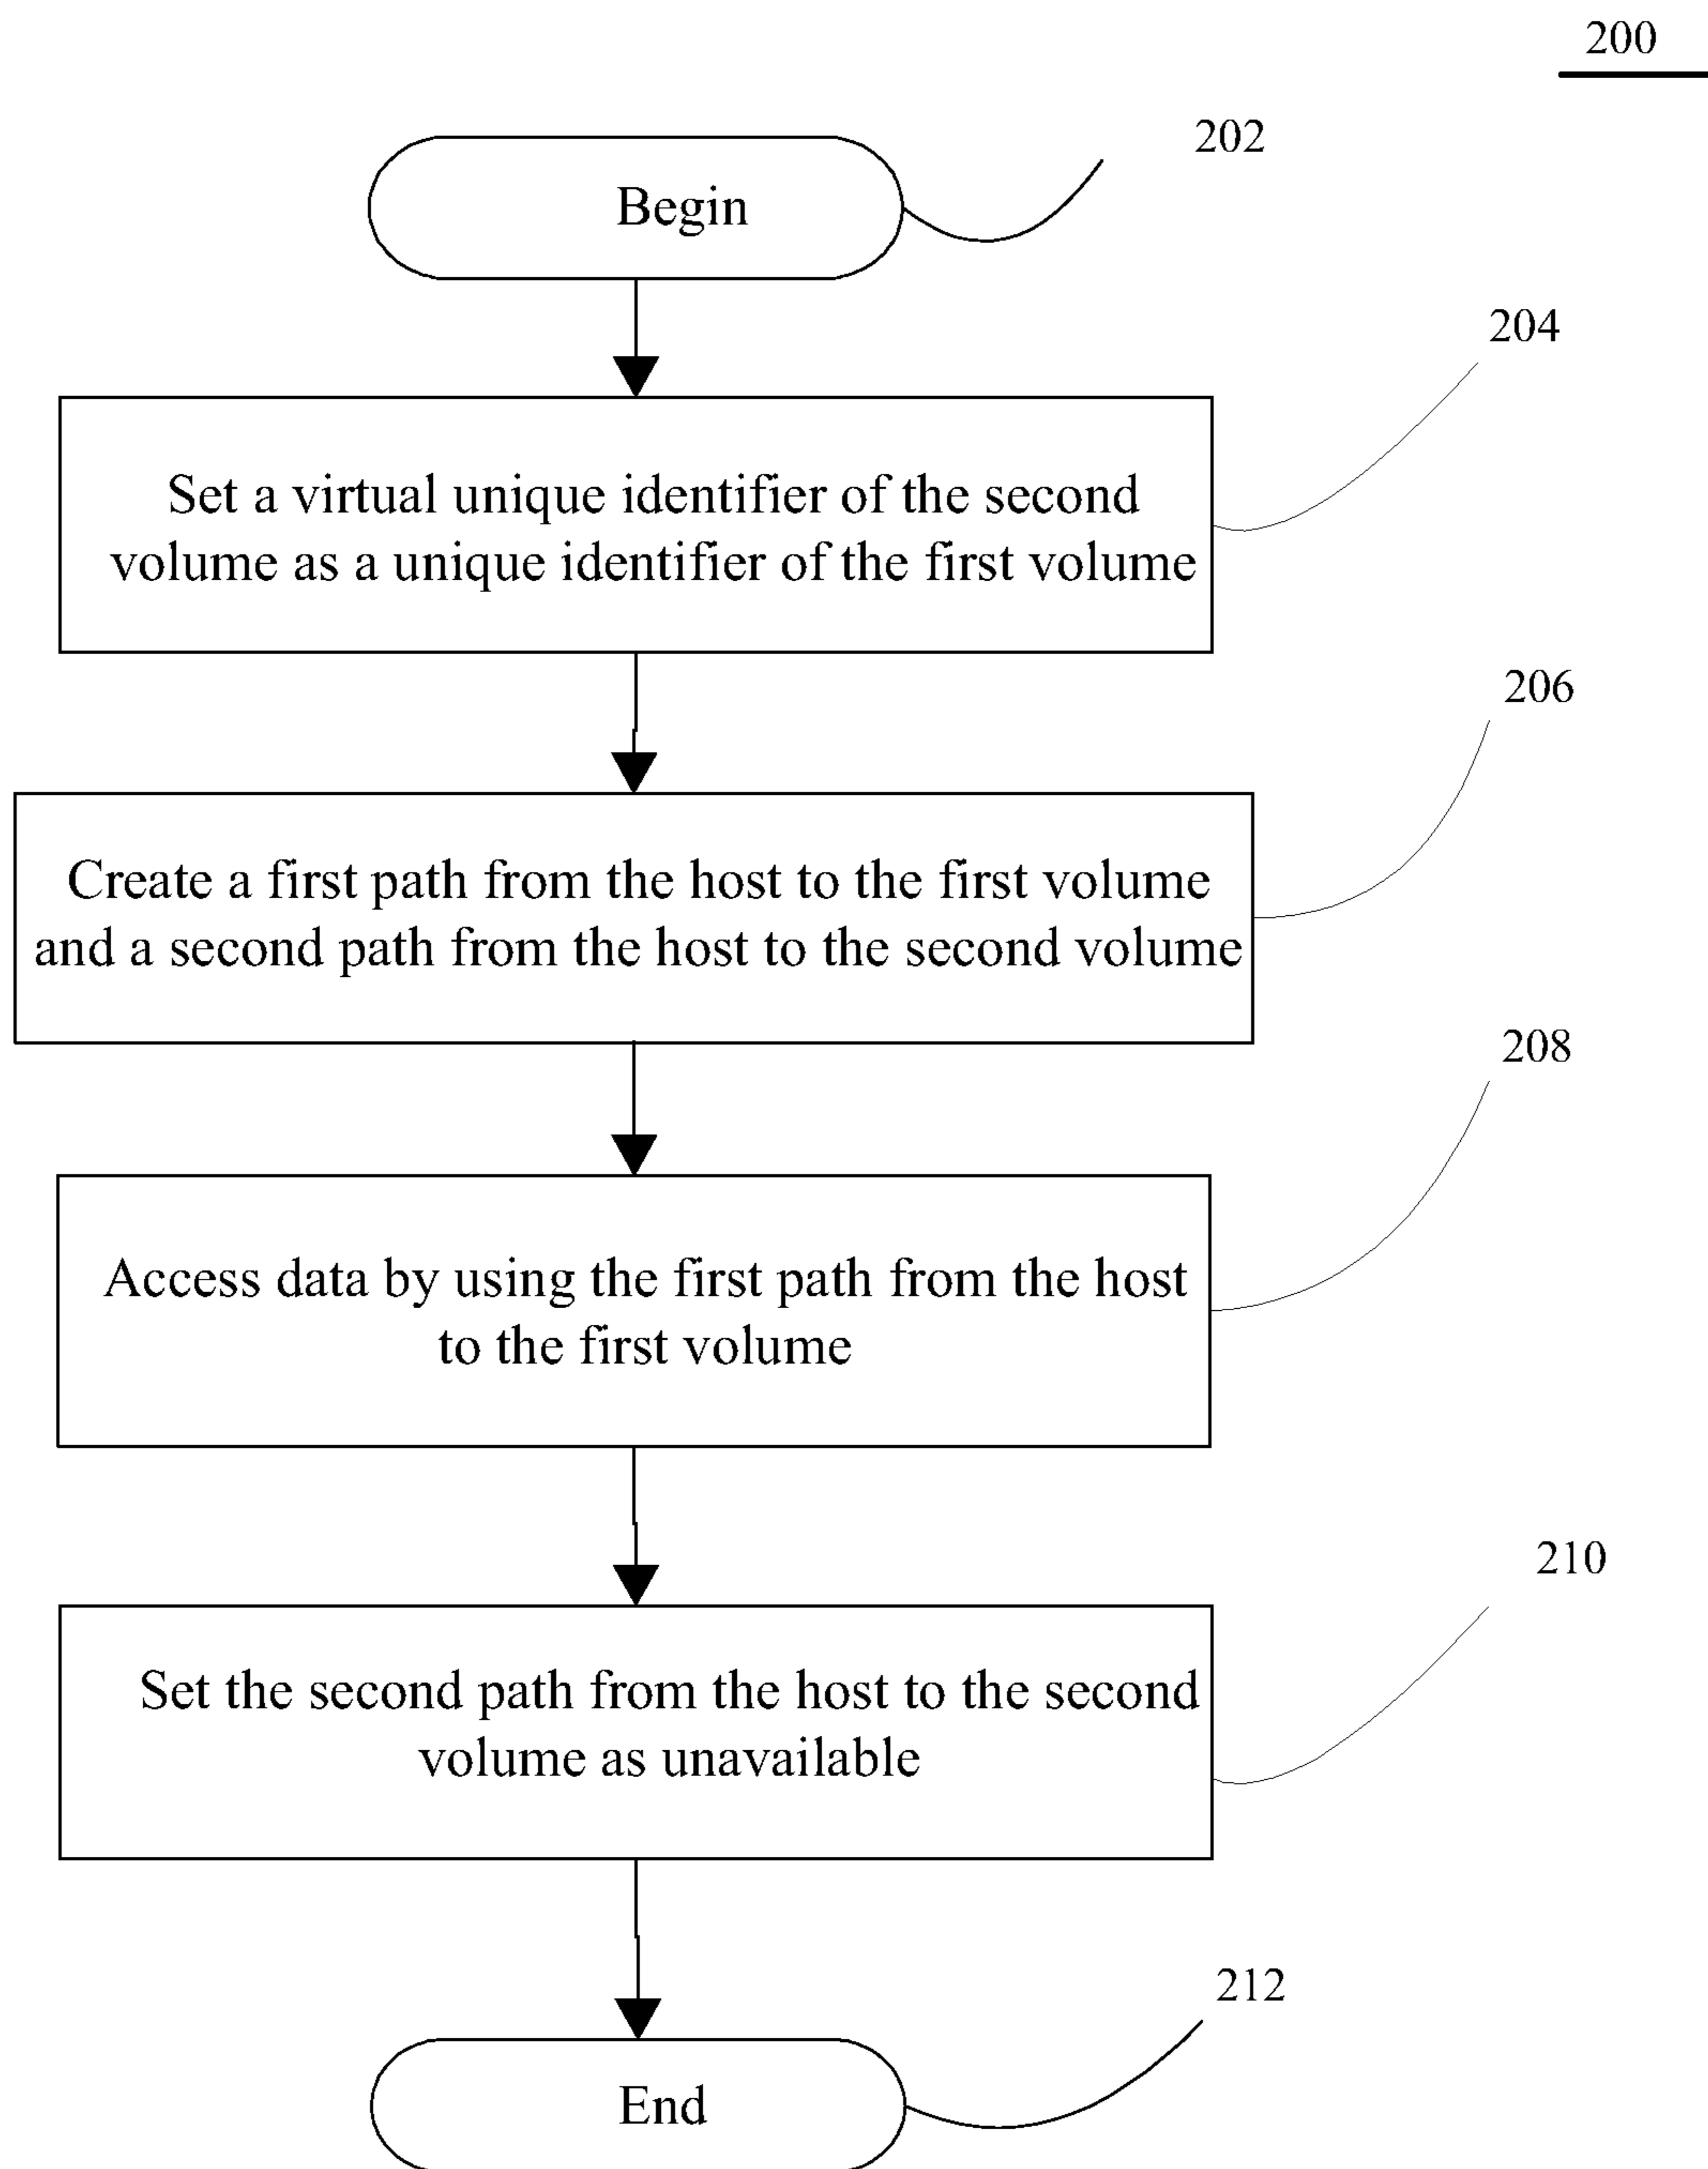 200
202
Begin
204
Set a virtual unique identifier of the second
volume as a unique identifier of the first volume
206
Create a first path from the host to the first volume
and a second path from the host to the second volume
208
Access data by using the first path from the host
to the first volume
210
Set the second path from the host to the second
volume as unavailable
212
End